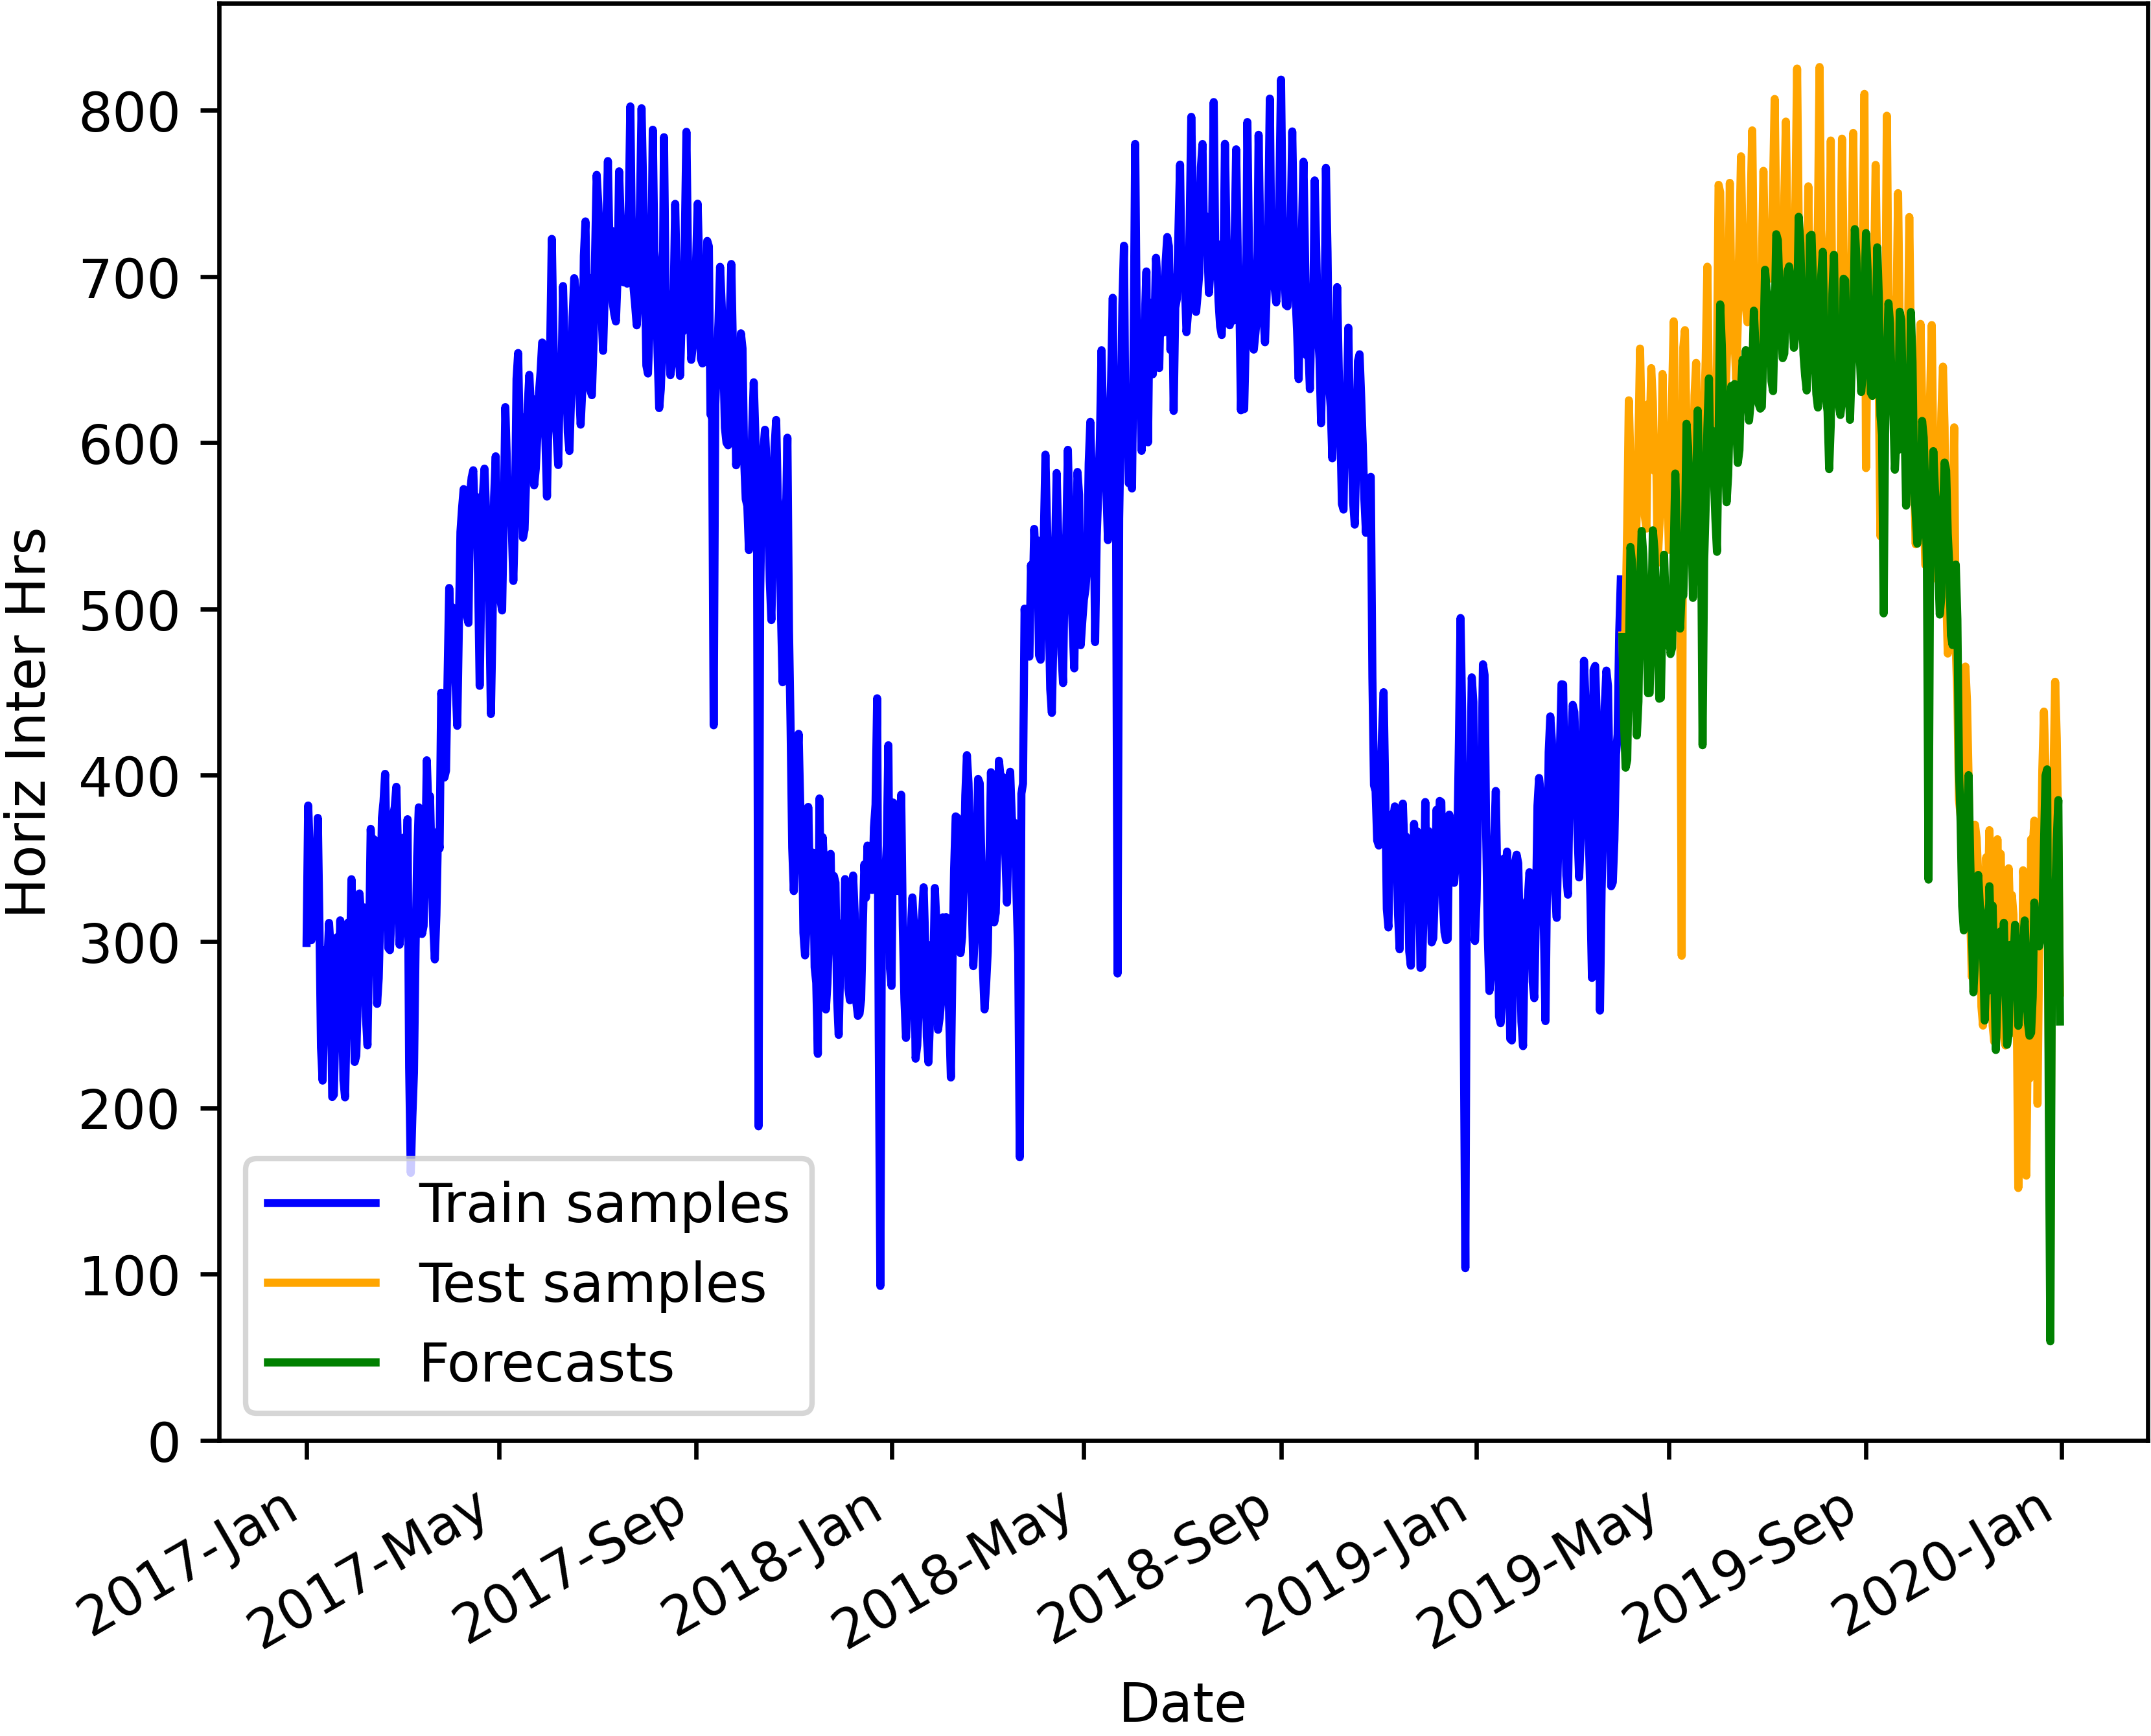 Horiz Inter Hrs
800
700
600
500
400
300
200
100
0
Train samples
Test samples
Forecasts
2017-Jan
2017-May
2017-Sep
2018-Jan
2018-May
2018-Sep
2019-Jan
2019-May
2019-Sep
2020-Jan
Date